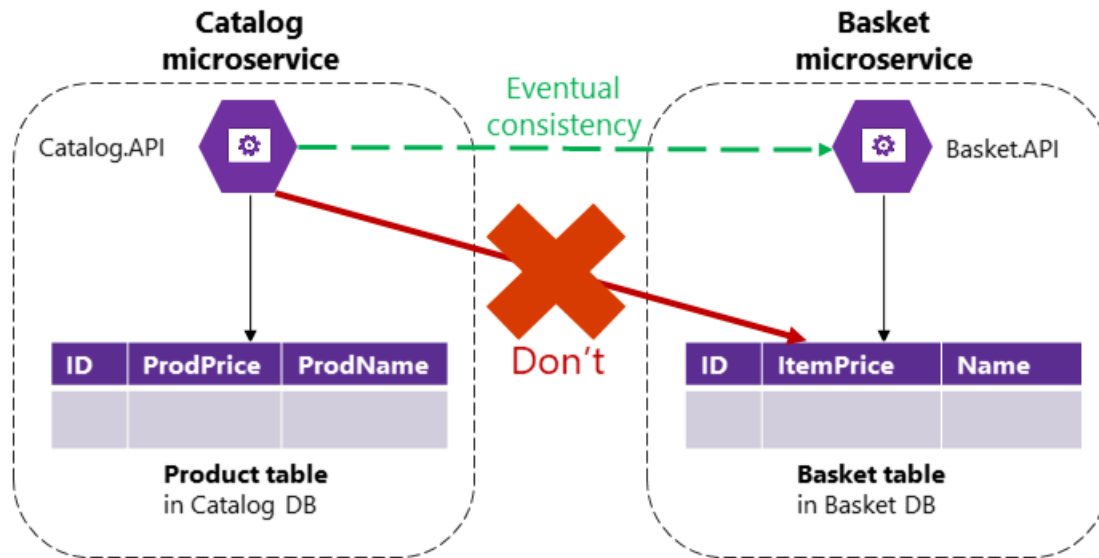 Catalog
microservice
Basket
microservice
Eventual
consistency
Catalog.API
Basket.API
Don't
ID ProdPrice ProdName
ID ItemPrice Name
Product table
in Catalog DB
Basket table
in Basket DB